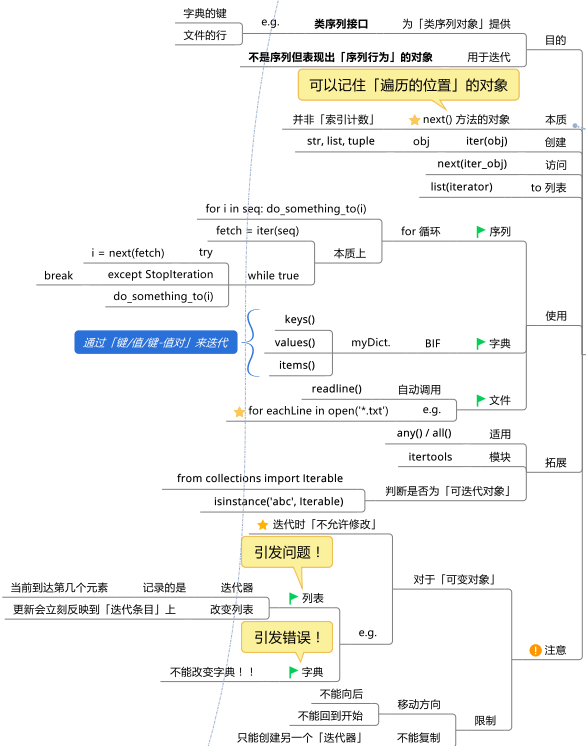 字典的键
文件的行
e.g.
类序列接口
为「类序列对象」提供
目的
不是序列但表现出「序列行为」的对象
用于迭代
可以记住「遍历的位置」的对象
并非「索引计数」
next() 方法的对象
本质
str, list, tuple
obj
iter(obj)
创建
next(iter_obj)
访问
list(iterator)
to 列表
for i in seq: do_something_to(i)
fetch = iter(seq)
for 循环
序列
i = next(fetch)
try
本质上
break
except StopIteration
while true
do_something_to(i)
使用
keys()
通过「键/值/键-值对」来迭代
values()
myDict.
BIF
字典
items()
readline()
自动调用
文件
for eachLine in open('*.txt')
e.g.
any() / all()
适用
itertools
模块
拓展
from collections import Iterable
isinstance('abc', Iterable)
判断是否为「可迭代对象」
迭代时「不允许修改」
引发问题！
对于「可变对象」
当前到达第几个元素
记录的是
迭代器
列表
更新会立刻反映到「迭代条目」上
改变列表
e.g.
引发错误！
注意
不能改变字典！！
字典
不能向后
移动方向
不能回到开始
限制
只能创建另一个「迭代器」
不能复制